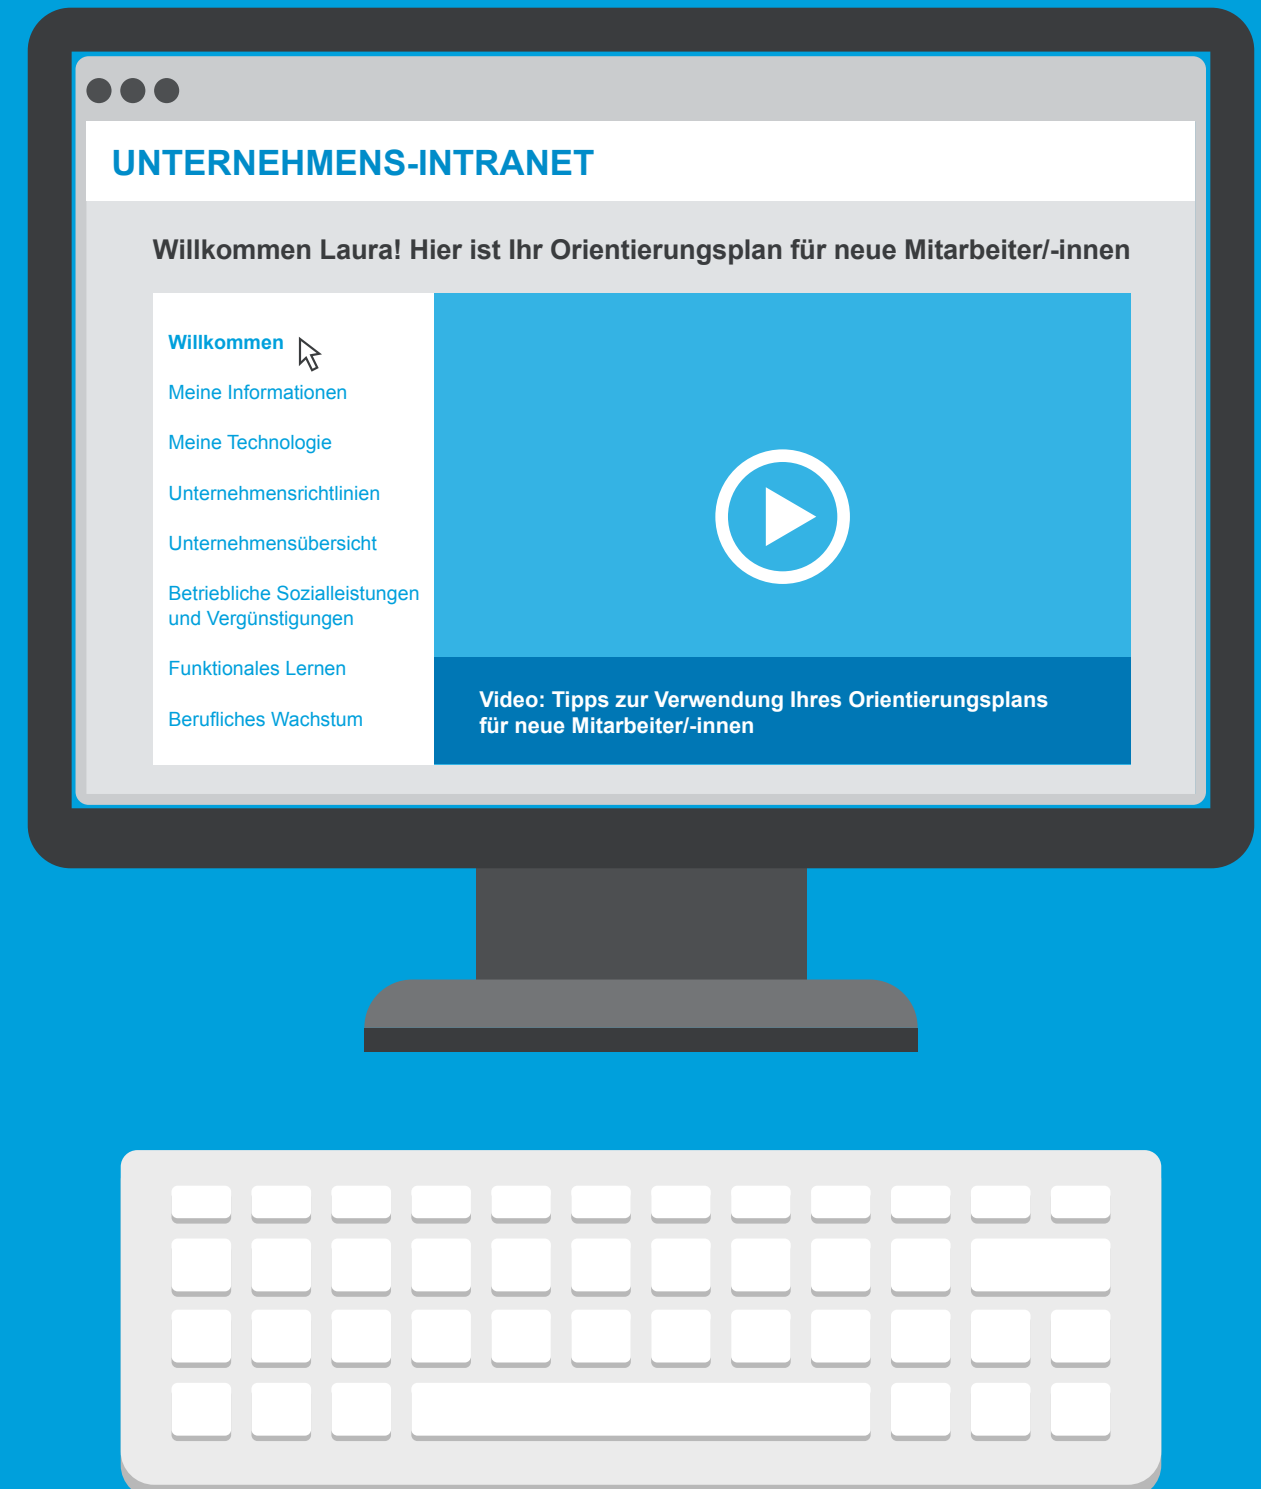 UNTERNEHMENS-INTRANET
Willkommen Laura! Hier ist Ihr Orientierungsplan für neue Mitarbeiter/-innen
Willkommen
Meine Informationen
Meine Technologie
Unternehmensrichtlinien
Unternehmensübersicht
Betriebliche Sozialleistungen
und Vergünstigungen
Funktionales Lernen
Berufliches Wachstum
Video: Tipps zur Verwendung Ihres Orientierungsplans
für neue Mitarbeiter/-innen